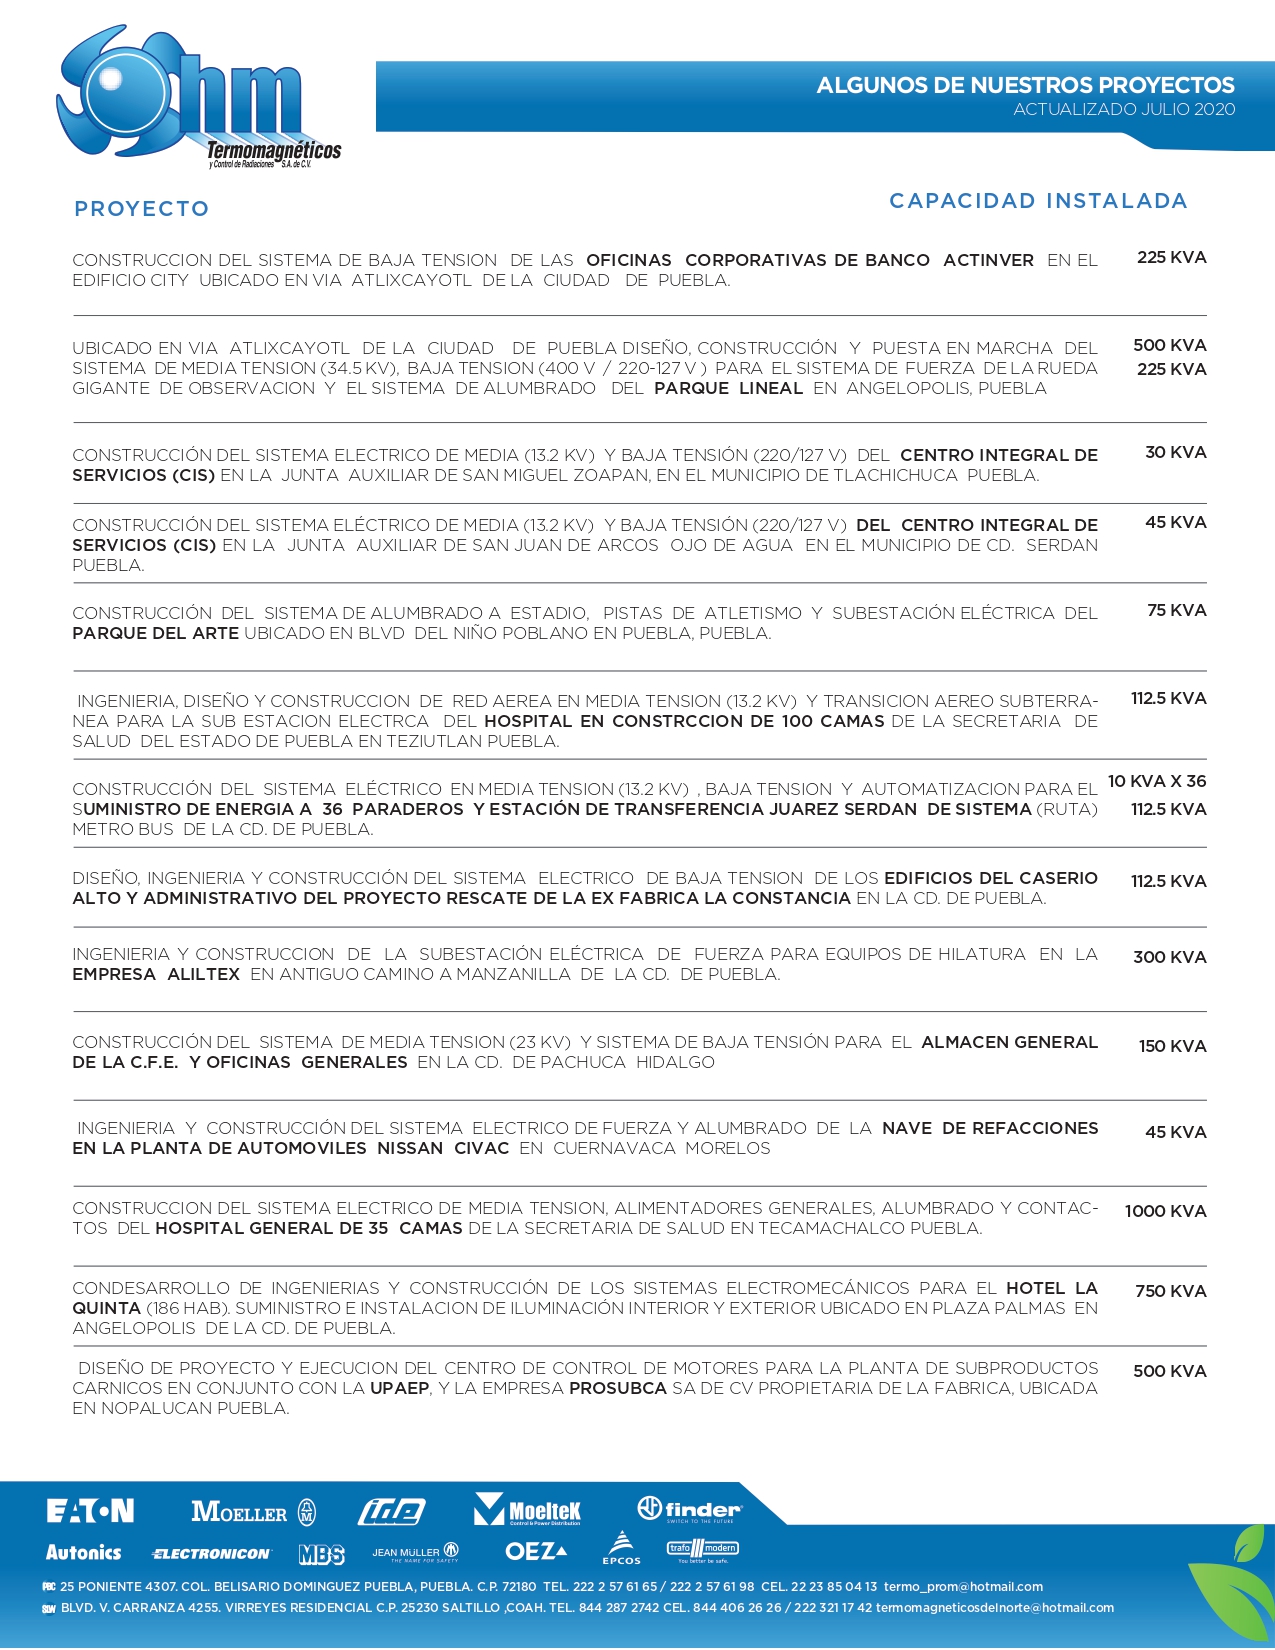 Ohm
Termomagnéticos
y Control de Radiaciones S.A. de C.V.
ALGUNOS DE NUESTROS PROYECTOS
ACTUALIZADO JULIO 2020
PROYECTO
CAPACIDAD INSTALADA
CONSTRUCCION DEL SISTEMA DE BAJA TENSION DE LAS OFICINAS CORPORATIVAS DE BANCO ACTINVER EN EL
EDIFICIO CITY UBICADO EN VIA ATLIXCAYOTL DE LA CIUDAD DE PUEBLA.
225 KVA
UBICADO EN VIA ATLIXCAYOTL DE LA CIUDAD DE PUEBLA DISEÑO, CONSTRUCCIÓN Y PUESTA EN MARCHA DEL
SISTEMA DE MEDIA TENSION (34.5 KV), BAJA TENSION (400 V / 220-127 V ) PARA EL SISTEMA DE FUERZA DE LA RUEDA
GIGANTE DE OBSERVACION Y EL SISTEMA DE ALUMBRADO DEL PARQUE LINEAL EN ANGELOPOLIS, PUEBLA
500 KVA
225 KVA
CONSTRUCCIÓN DEL SISTEMA ELECTRICO DE MEDIA (13.2 KV) Y BAJA TENSIÓN (220/127 V) DEL CENTRO INTEGRAL DE
SERVICIOS (CIS) EN LA JUNTA AUXILIAR DE SAN MIGUEL ZOAPAN, EN EL MUNICIPIO DE TLACHICHUCA PUEBLA.
30 KVA
CONSTRUCCIÓN DEL SISTEMA ELÉCTRICO DE MEDIA (13.2 KV) Y BAJA TENSIÓN (220/127 V) DEL CENTRO INTEGRAL DE
SERVICIOS (CIS) EN LA JUNTA AUXILIAR DE SAN JUAN DE ARCOS OJO DE AGUA EN EL MUNICIPIO DE CD. SERDAN
PUEBLA.
45 KVA
CONSTRUCCIÓN DEL SISTEMA DE ALUMBRADO A ESTADIO, PISTAS DE ATLETISMO Y SUBESTACIÓN ELÉCTRICA DEL
PARQUE DEL ARTE UBICADO EN BLVD DEL NIÑO POBLANO EN PUEBLA, PUEBLA.
75 KVA
INGENIERIA, DISEÑO Y CONSTRUCCION DE RED AEREA EN MEDIA TENSION (13.2 KV) Y TRANSICION AEREO SUBTERRA-
NEA PARA LA SUB ESTACION ELECTRCA DEL HOSPITAL EN CONSTRCCION DE 100 CAMAS DE LA SECRETARIA DE
SALUD DEL ESTADO DE PUEBLA EN TEZIUTLAN PUEBLA.
112.5 KVA
CONSTRUCCIÓN DEL SISTEMA ELÉCTRICO EN MEDIA TENSION (13.2 KV) , BAJA TENSION Y AUTOMATIZACION PARA EL
SUMINISTRO DE ENERGIA A 36 PARADEROS Y ESTACIÓN DE TRANSFERENCIA JUAREZ SERDAN DE SISTEMA (RUTA)
METRO BUS DE LA CD. DE PUEBLA.
10 KVA X 36
112.5 KVA
DISEÑO, INGENIERIA Y CONSTRUCCIÓN DEL SISTEMA ELECTRICO DE BAJA TENSION DE LOS EDIFICIOS DEL CASERIO
ALTO Y ADMINISTRATIVO DEL PROYECTO RESCATE DE LA EX FABRICA LA CONSTANCIA EN LA CD. DE PUEBLA.
112.5 KVA
INGENIERIA Y CONSTRUCCION DE LA SUBESTACIÓN ELÉCTRICA DE FUERZA PARA EQUIPOS DE HILATURA EN LA
EMPRESA ALILTEX EN ANTIGUO CAMINO A MANZANILLA DE LA CD. DE PUEBLA.
300 KVA
CONSTRUCCIÓN DEL SISTEMA DE MEDIA TENSION (23 KV) Y SISTEMA DE BAJA TENSIÓN PARA EL ALMACEN GENERAL
DE LA C.F.E. Y OFICINAS GENERALES EN LA CD. DE PACHUCA HIDALGO
150 KVA
INGENIERIA Y CONSTRUCCIÓN DEL SISTEMA ELECTRICO DE FUERZA Y ALUMBRADO DE LA NAVE DE REFACCIONES
EN LA PLANTA DE AUTOMOVILES NISSAN CIVAC EN CUERNAVACA MORELOS
45 KVA
CONSTRUCCION DEL SISTEMA ELECTRICO DE MEDIA TENSION, ALIMENTADORES GENERALES, ALUMBRADO Y CONTAC-
TOS DEL HOSPITAL GENERAL DE 35 CAMAS DE LA SECRETARIA DE SALUD EN TECAMACHALCO PUEBLA.
1000 KVA
CONDESARROLLO DE INGENIERIAS Y CONSTRUCCIÓN DE LOS SISTEMAS ELECTROMECÁNICOS PARA EL HOTEL LA
QUINTA (186 HAB). SUMINISTRO E INSTALACION DE ILUMINACIÓN INTERIOR Y EXTERIOR UBICADO EN PLAZA PALMAS EN
ANGELOPOLIS DE LA CD. DE PUEBLA.
750 KVA
DISEÑO DE PROYECTO Y EJECUCION DEL CENTRO DE CONTROL DE MOTORES PARA LA PLANTA DE SUBPRODUCTOS
CARNICOS EN CONJUNTO CON LA UPAEP, Y LA EMPRESA PROSUBCA SA DE CV PROPIETARIA DE LA FABRICA, UBICADA
EN NOPALUCAN PUEBLA.
500 KVA
EATON MOELLER ide Moeltek finder
Control & Power Distribution SWITCH TO THE FUTURE
Autonics ELECTRONICON MBS JEAN MÜLLER OEZ EPCOS trafo modern
THE NAME FOR SAFETY You better be safe.
25 PONIENTE 4307. COL. BELISARIO DOMINGUEZ PUEBLA, PUEBLA. C.P. 72180 TEL. 222 2 57 61 65 / 222 2 57 61 98 CEL. 22 23 85 04 13 termo_prom@hotmail.com
BLVD. V. CARRANZA 4255. VIRREYES RESIDENCIAL C.P. 25230 SALTILLO ,COAH. TEL. 844 287 2742 CEL. 844 406 26 26 / 222 321 17 42 termomagneticosdelnorte@hotmail.com